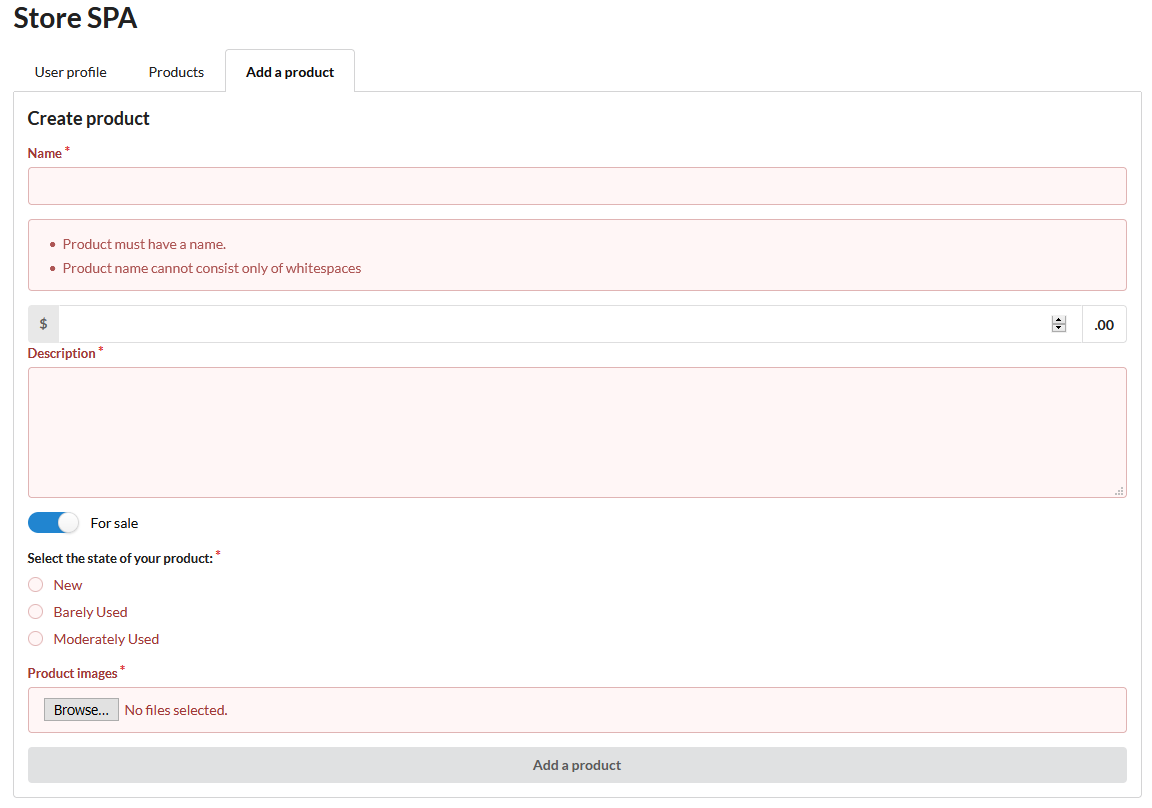 Store SPA
User profile Products Add a product
Create product
Name *
• Product must have a name.
• Product name cannot consist only of whitespaces
$ .00
Description *
For sale
Select the state of your product: *
New
Barely Used
Moderately Used
Product images *
Browse... No files selected.
Add a product